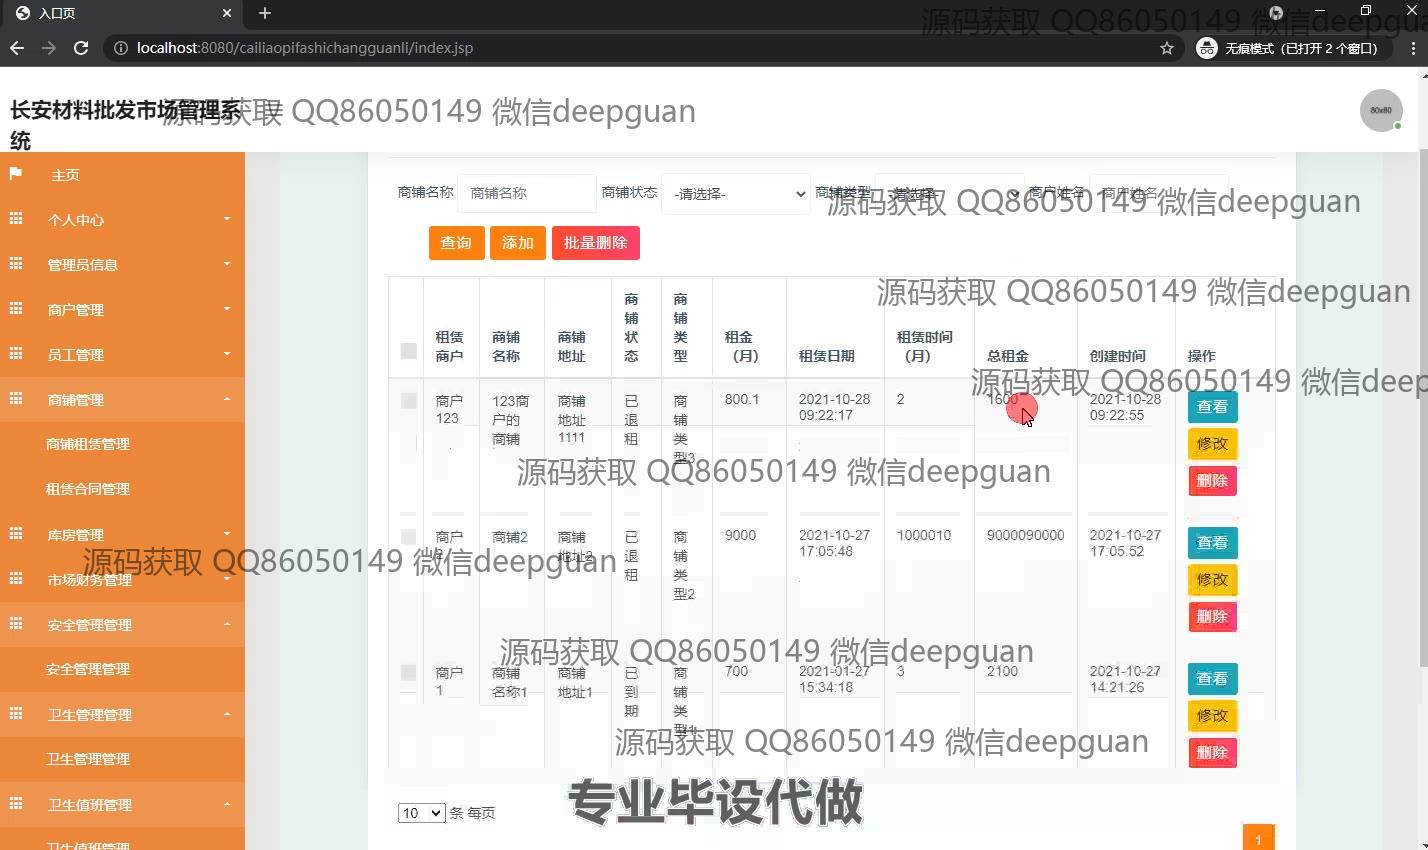 入口页
localhost:8080/cailiaopifashichangguanli/index.jsp
无痕模式（已打开 2 个窗口）
源码获取 QQ86050149 微信deepgua
长安材料批发市场管理系
统
源码获取 QQ86050149 微信deepguan
80x80
主页
个人中心
管理员信息
商户管理
员工管理
商铺管理
商铺租赁管理
租赁合同管理
库房管理
市场财务管理
安全管理管理
安全管理管理
卫生管理管理
卫生管理管理
卫生值班管理
卫生值班管理
商铺名称 商铺名称 商铺状态 -请选择- 商铺类型 -请选择- 商户姓名 商户姓名
源码获取 QQ86050149 微信deepguan
查询 添加 批量删除
源码获取 QQ86050149 微信deepguan
租赁商户 商铺名称 商铺地址 商铺状态 商铺类型 租金（月） 租赁日期 租赁时间（月） 总租金 创建时间 操作
源码获取 QQ86050149 微信deep
商户123 123商户的商铺 商铺地址1111 已退租 商铺类型3 800.1 2021-10-28 09:22:17 2 1600 2021-10-28 09:22:55 查看 修改 删除
源码获取 QQ86050149 微信deepguan
商户2 商铺2 商铺地址2 已退租 商铺类型2 9000 2021-10-27 17:05:48 1000010 9000090000 2021-10-27 17:05:52 查看 修改 删除
源码获取 QQ86050149 微信deepguan
源码获取 QQ86050149 微信deepguan
商户1 商铺名称1 商铺地址1 已到期 商铺类型1 700 2021-01-27 15:34:18 3 2100 2021-10-27 14:21:26 查看 修改 删除
源码获取 QQ86050149 微信deepguan
专业毕设代做
10 条 每页
1